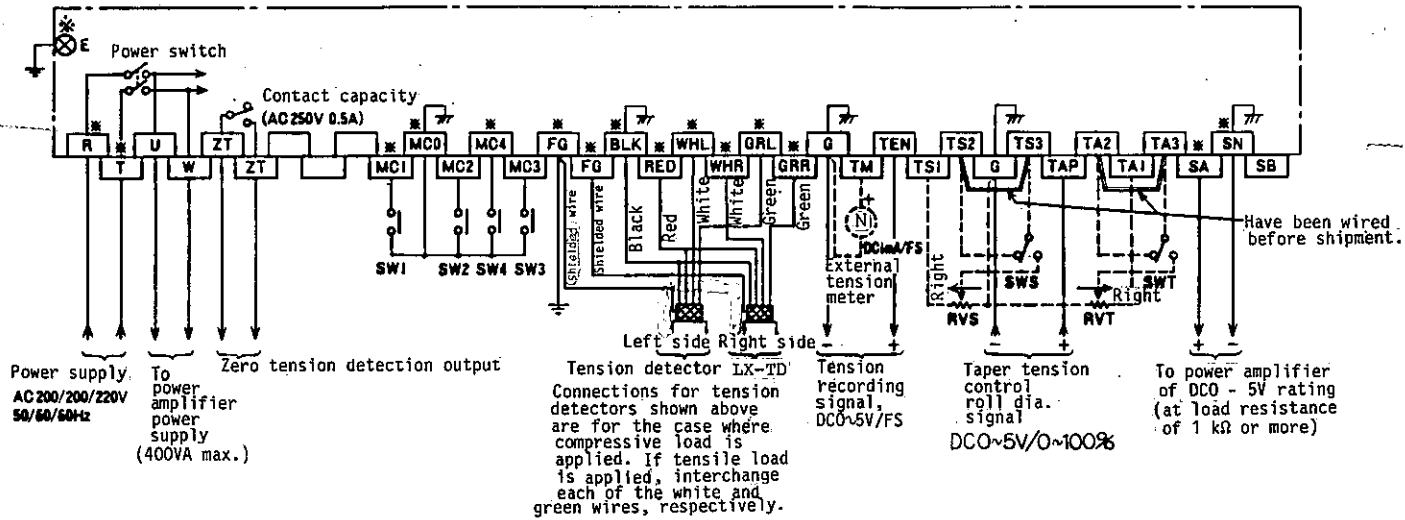 ※
E
Power switch
Contact capacity
(AC 250V 0.5A)
※ ※ ※ ※ ※ ※ ※ ※ ※ ※ ※ ※
R U ZT MC0 MC4 FG BLK WHL GRL G TEN TS2 TS3 TA2 TA3 SN
T W ZT MC1 MC2 MC3 FG RED WHR GRR TM TS1 G TAP TA1 SA SB
Shielded wire
Shielded wire
Black
Red
White
White
Green
Green
+
N
DC1mA/FS
External
tension
meter
Right
Have been wired
before shipment.
SW1 SW2 SW4 SW3
SWS
SWT
Right
RVS
RVT
Left side Right side
− + − + + −
Power supply
AC 200/200/220V
50/60/60Hz
To
power
amplifier
power
supply
(400VA max.)
Zero tension detection output
Tension detector LX-TD
Connections for tension
detectors shown above
are for the case where
compressive load is
applied. If tensile load
is applied, interchange
each of the white and
green wires, respectively.
Tension
recording
signal,
DC0~5V/FS
Taper tension
control
roll dia.
signal
DC0~5V/0~100%
To power amplifier
of DC0 - 5V rating
(at load resistance
of 1 kΩ or more)